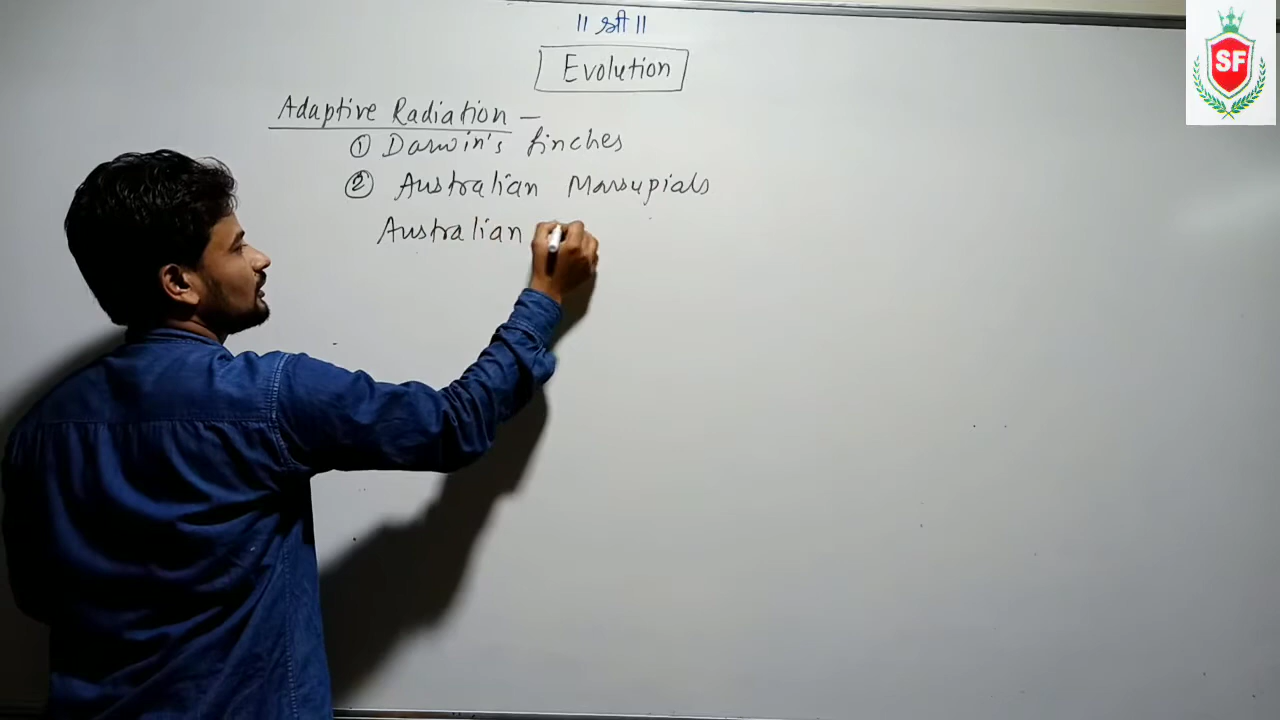 ॥ श्री ॥
Evolution
Adaptive Radiation –
① Darwin's finches
② Australian Marsupials
Australian
SF